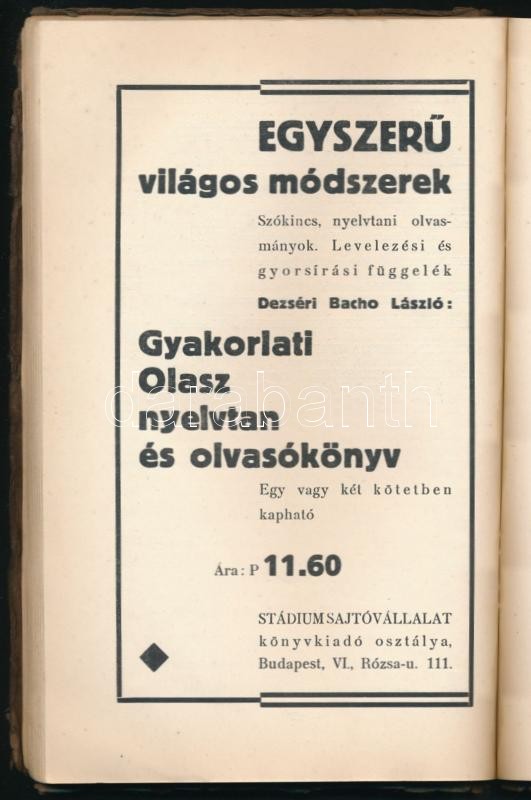 EGYSZERŰ
világos módszerek
Szókincs, nyelvtani olvas-
mányok. Levelezési és
gyorsírási függelék
Dezséri Bacho László:
Gyakorlati
Olasz
nyelvtan
és olvasókönyv
Egy vagy két kötetben
kapható
Ára: P 11.60
STÁDIUM SAJTÓVÁLLALAT
könyvkiadó osztálya,
Budapest, VI., Rózsa-u. 111.
darabanth